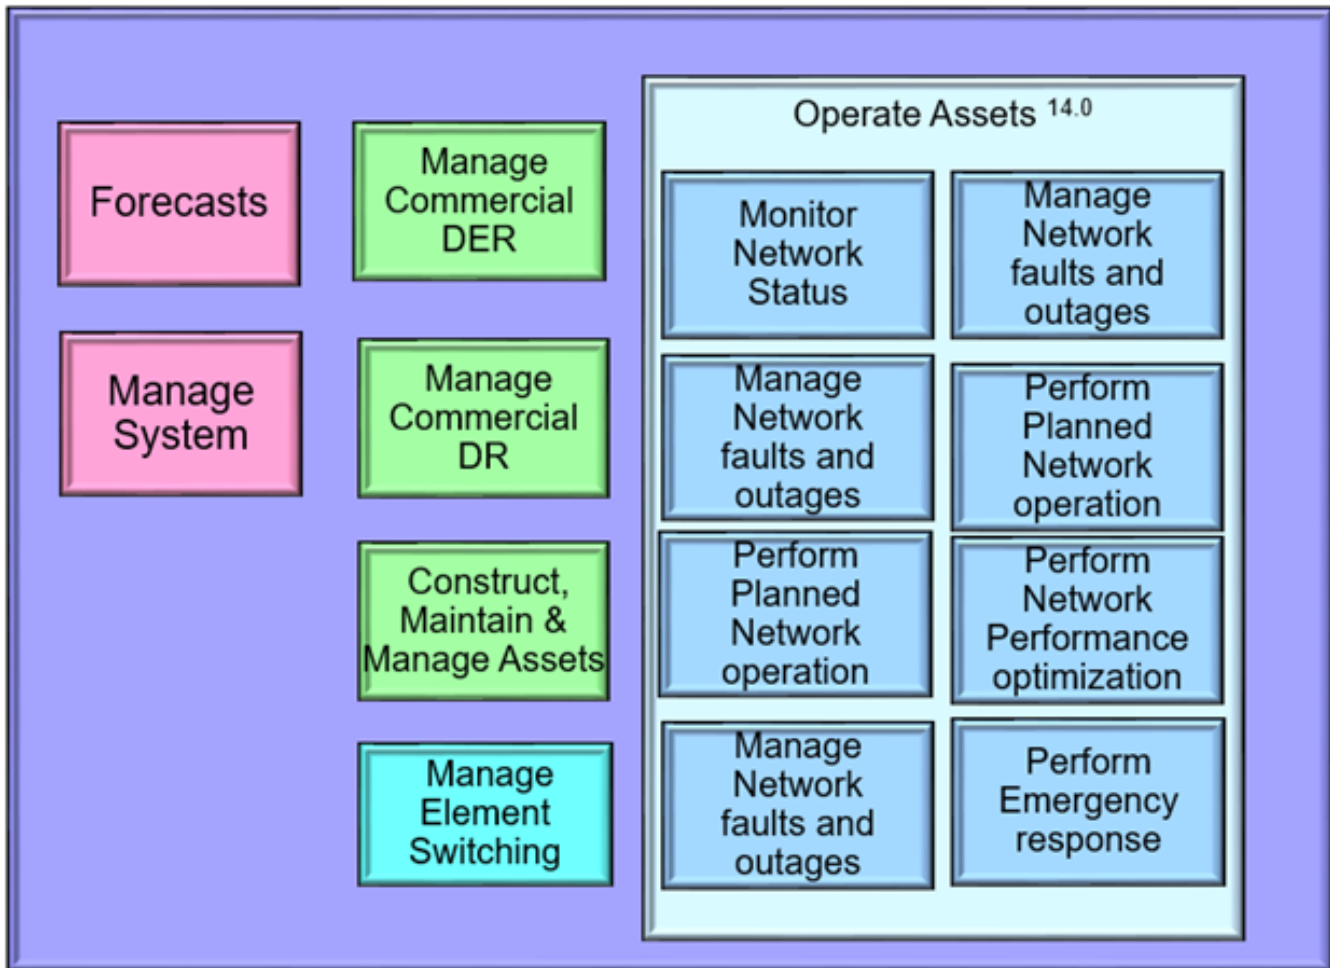 Forecasts
Manage
System
Manage
Commercial
DER
Manage
Commercial
DR
Construct,
Maintain &
Manage Assets
Manage
Element
Switching
Operate Assets 14.0
Monitor
Network
Status
Manage
Network
faults and
outages
Manage
Network
faults and
outages
Perform
Planned
Network
operation
Perform
Planned
Network
operation
Perform
Network
Performance
optimization
Manage
Network
faults and
outages
Perform
Emergency
response